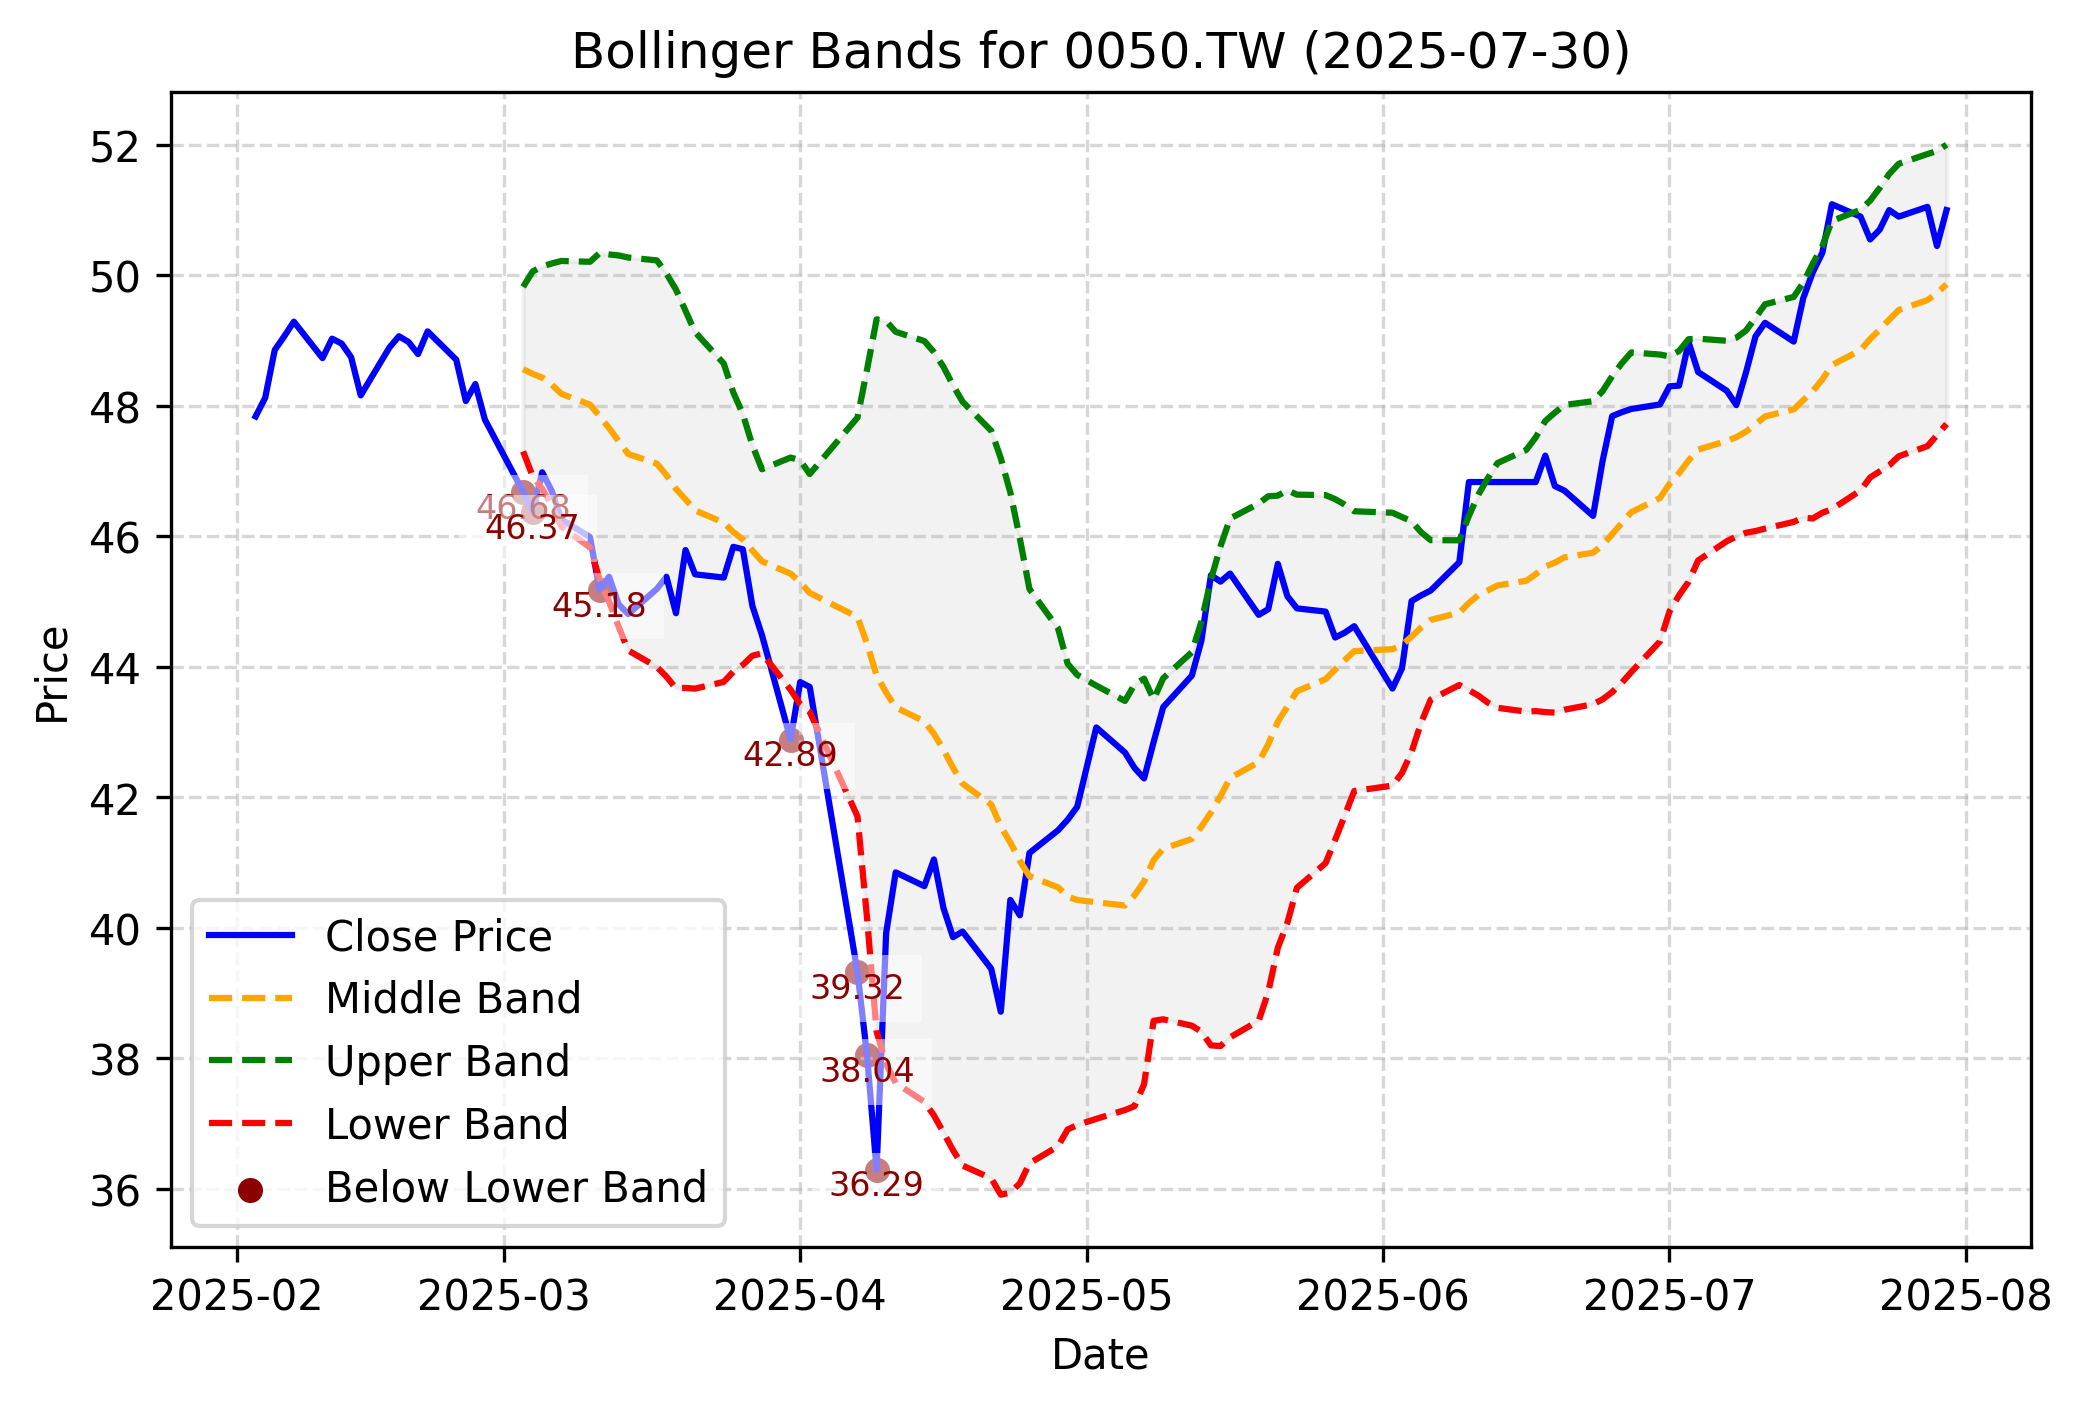 Bollinger Bands for 0050.TW (2025-07-30)
52
50
48
46
44
42
40
38
36
Price
46.68
46.37
45.18
42.89
39.32
38.04
36.29
Close Price
Middle Band
Upper Band
Lower Band
Below Lower Band
2025-02
2025-03
2025-04
2025-05
2025-06
2025-07
2025-08
Date